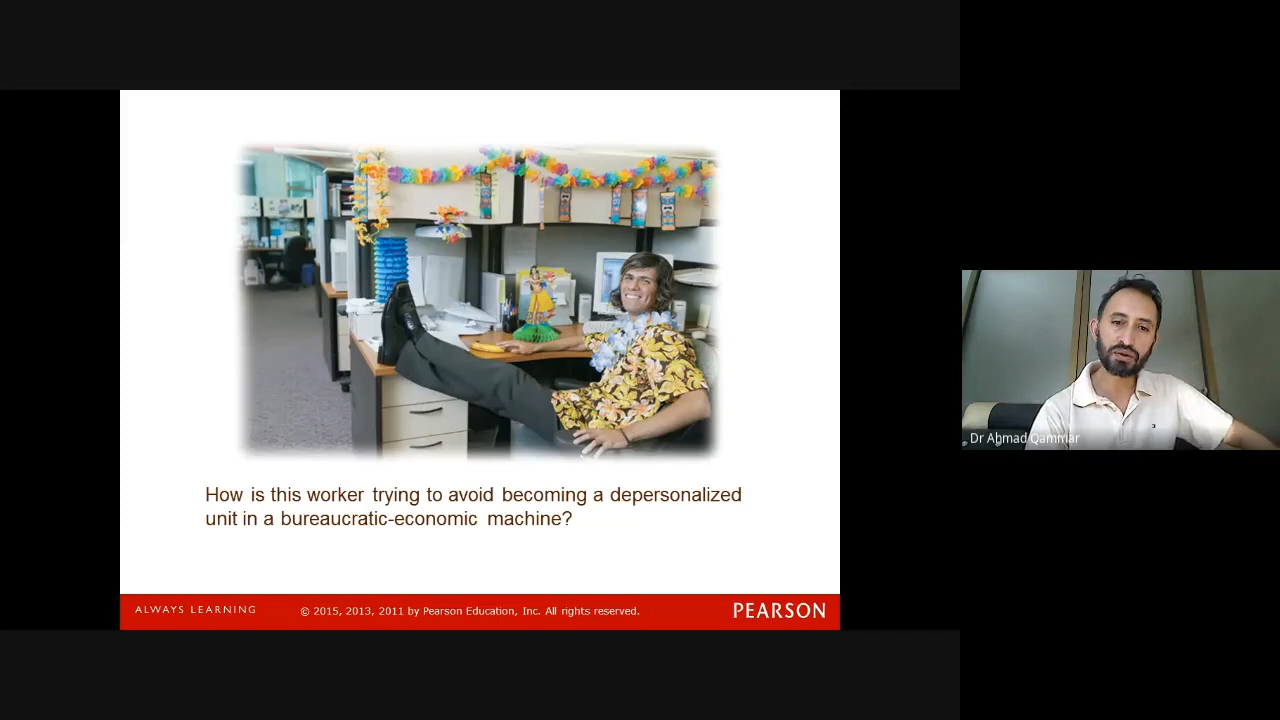 How is this worker trying to avoid becoming a depersonalized
unit in a bureaucratic-economic machine?
ALWAYS LEARNING
© 2015, 2013, 2011 by Pearson Education, Inc. All rights reserved.
PEARSON
Dr Ahmad Qammar